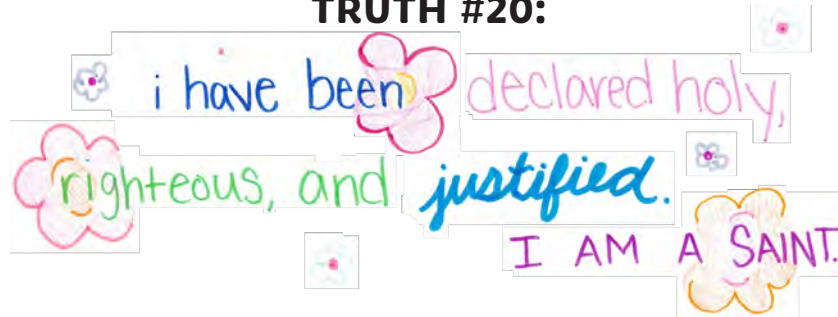 TRUTH #20:
i have been declared holy,
righteous, and justified.
I AM A SAINT.